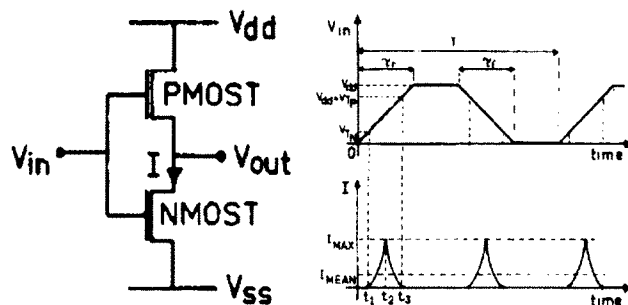 Vdd
PMOST
Vin
I
Vout
NMOST
Vss
Vin
T
τr
τf
Vdd
Vdd+VTp
VTN
0
time
I
IMAX
IMEAN
t1 t2 t3
time